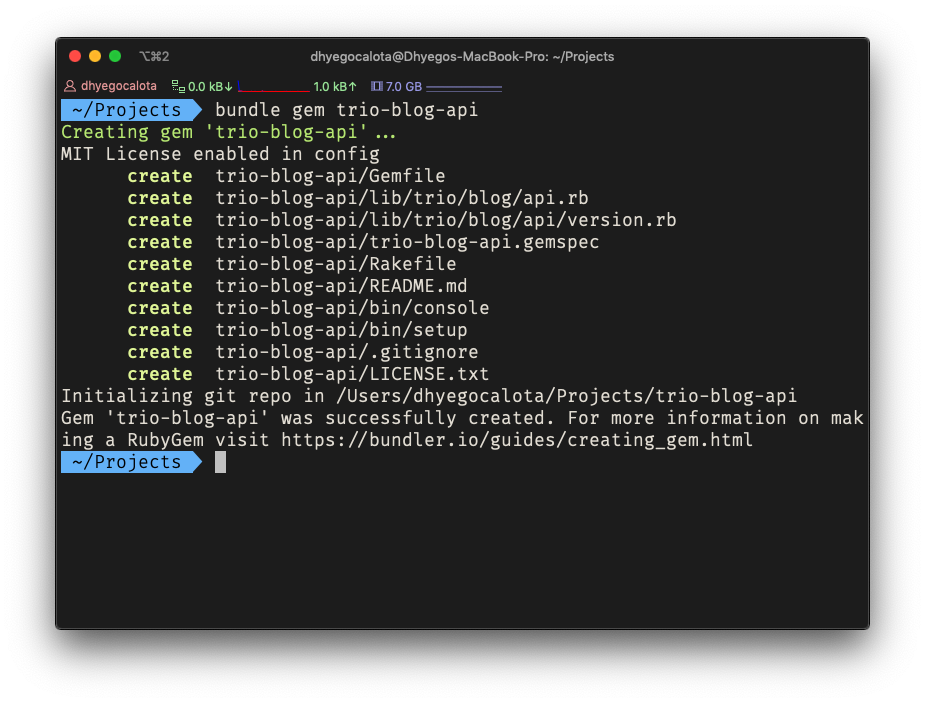 ⌥⌘2 dhyegocalota@Dhyegos-MacBook-Pro: ~/Projects
dhyegocalota 0.0 kB↓ 1.0 kB↑ 7.0 GB
~/Projects bundle gem trio-blog-api
Creating gem 'trio-blog-api'...
MIT License enabled in config
create trio-blog-api/Gemfile
create trio-blog-api/lib/trio/blog/api.rb
create trio-blog-api/lib/trio/blog/api/version.rb
create trio-blog-api/trio-blog-api.gemspec
create trio-blog-api/Rakefile
create trio-blog-api/README.md
create trio-blog-api/bin/console
create trio-blog-api/bin/setup
create trio-blog-api/.gitignore
create trio-blog-api/LICENSE.txt
Initializing git repo in /Users/dhyegocalota/Projects/trio-blog-api
Gem 'trio-blog-api' was successfully created. For more information on mak
ing a RubyGem visit https://bundler.io/guides/creating_gem.html
~/Projects